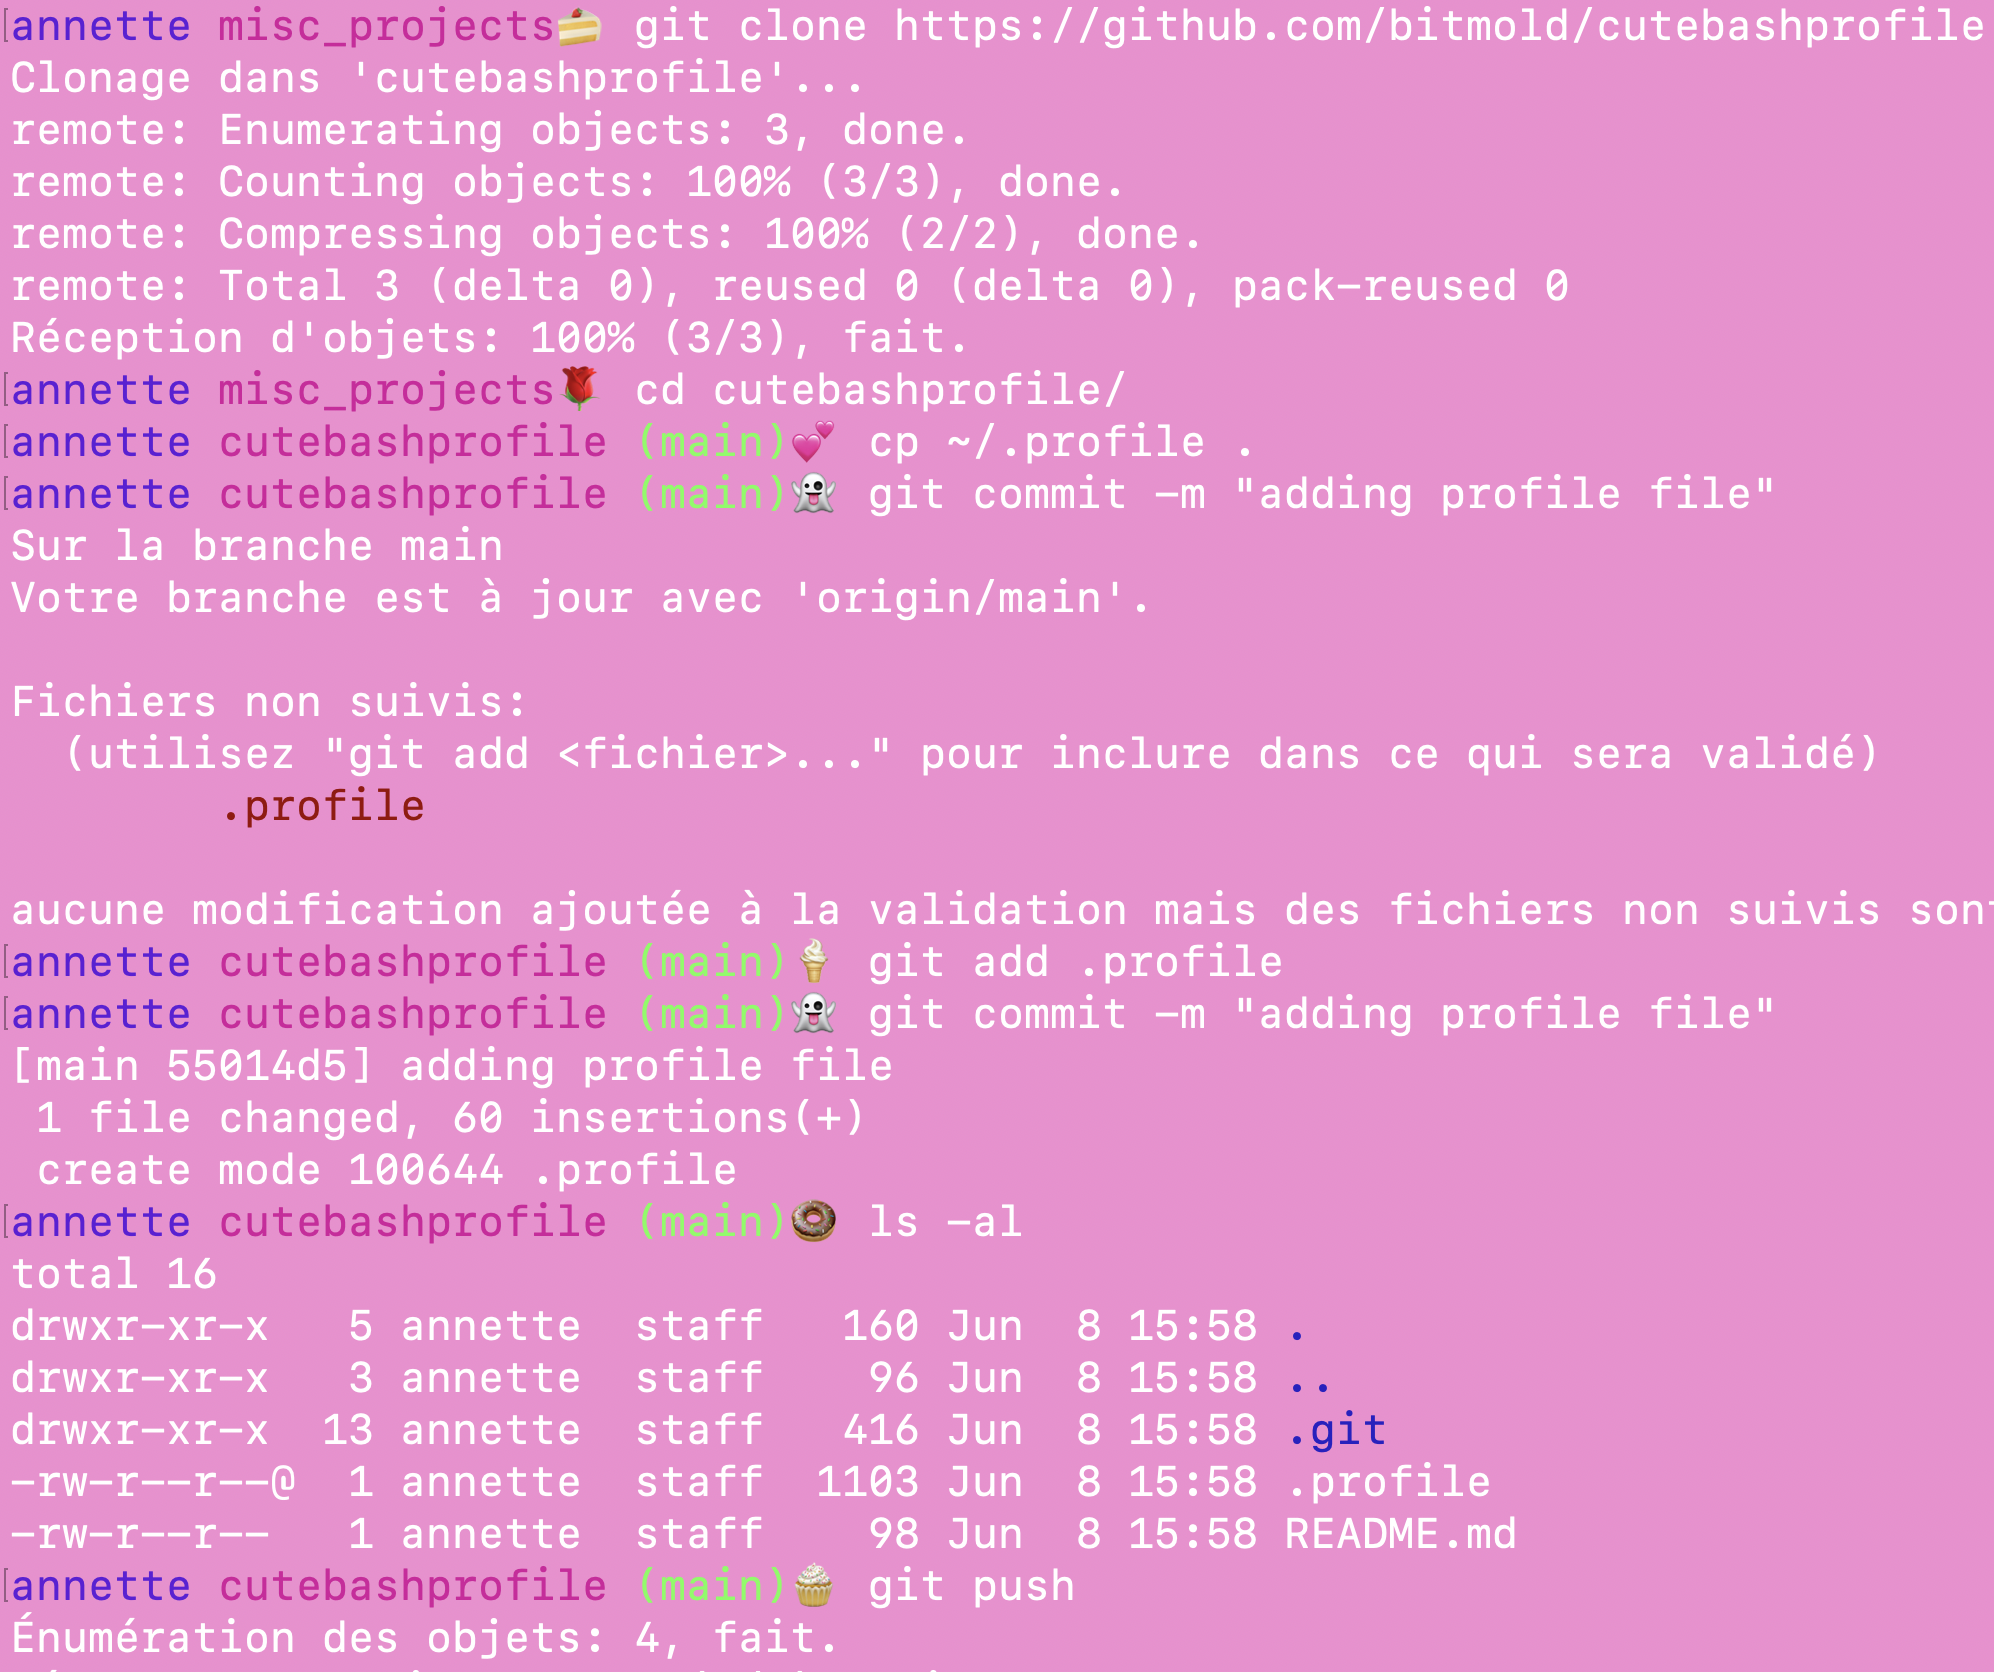 [annette misc_projects🍰 git clone https://github.com/bitmold/cutebashprofile
Clonage dans 'cutebashprofile'...
remote: Enumerating objects: 3, done.
remote: Counting objects: 100% (3/3), done.
remote: Compressing objects: 100% (2/2), done.
remote: Total 3 (delta 0), reused 0 (delta 0), pack-reused 0
Réception d'objets: 100% (3/3), fait.
[annette misc_projects🌹 cd cutebashprofile/
[annette cutebashprofile (main)💕 cp ~/.profile .
[annette cutebashprofile (main)👻 git commit -m "adding profile file"
Sur la branche main
Votre branche est à jour avec 'origin/main'.

Fichiers non suivis:
  (utilisez "git add <fichier>..." pour inclure dans ce qui sera validé)
        .profile

aucune modification ajoutée à la validation mais des fichiers non suivis sont
[annette cutebashprofile (main)🍦 git add .profile
[annette cutebashprofile (main)👻 git commit -m "adding profile file"
[main 55014d5] adding profile file
 1 file changed, 60 insertions(+)
 create mode 100644 .profile
[annette cutebashprofile (main)🍩 ls -al
total 16
drwxr-xr-x   5 annette  staff   160 Jun  8 15:58 .
drwxr-xr-x   3 annette  staff    96 Jun  8 15:58 ..
drwxr-xr-x  13 annette  staff   416 Jun  8 15:58 .git
-rw-r--r--@  1 annette  staff  1103 Jun  8 15:58 .profile
-rw-r--r--   1 annette  staff    98 Jun  8 15:58 README.md
[annette cutebashprofile (main)🧁 git push
Énumération des objets: 4, fait.